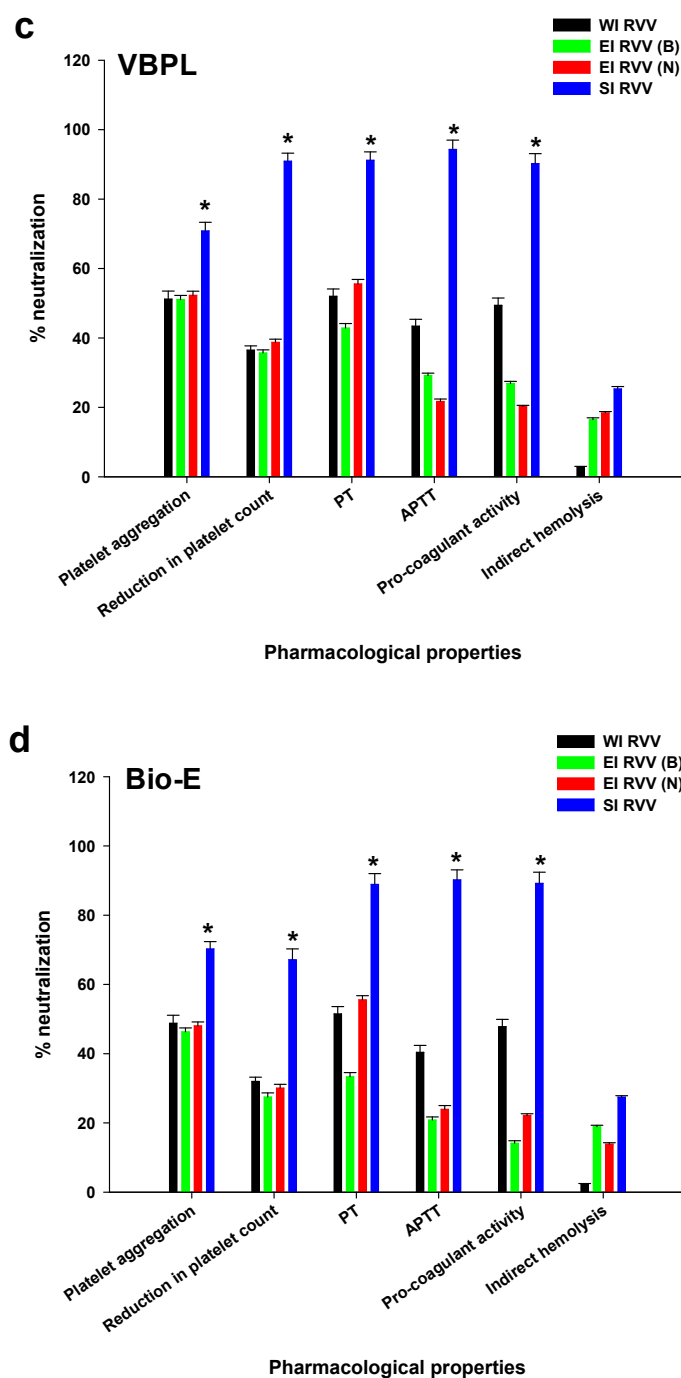 c
VBPL
WI RVV
EI RVV (B)
EI RVV (N)
SI RVV
120
100
80
60
40
20
0
% neutralization
* * * * *
Platelet aggregation
Reduction in platelet count
PT
APTT
Pro-coagulant activity
Indirect hemolysis
Pharmacological properties
d
Bio-E
WI RVV
EI RVV (B)
EI RVV (N)
SI RVV
120
100
80
60
40
20
0
% neutralization
* * * * *
Platelet aggregation
Reduction in platelet count
PT
APTT
Pro-coagulant activity
Indirect hemolysis
Pharmacological properties